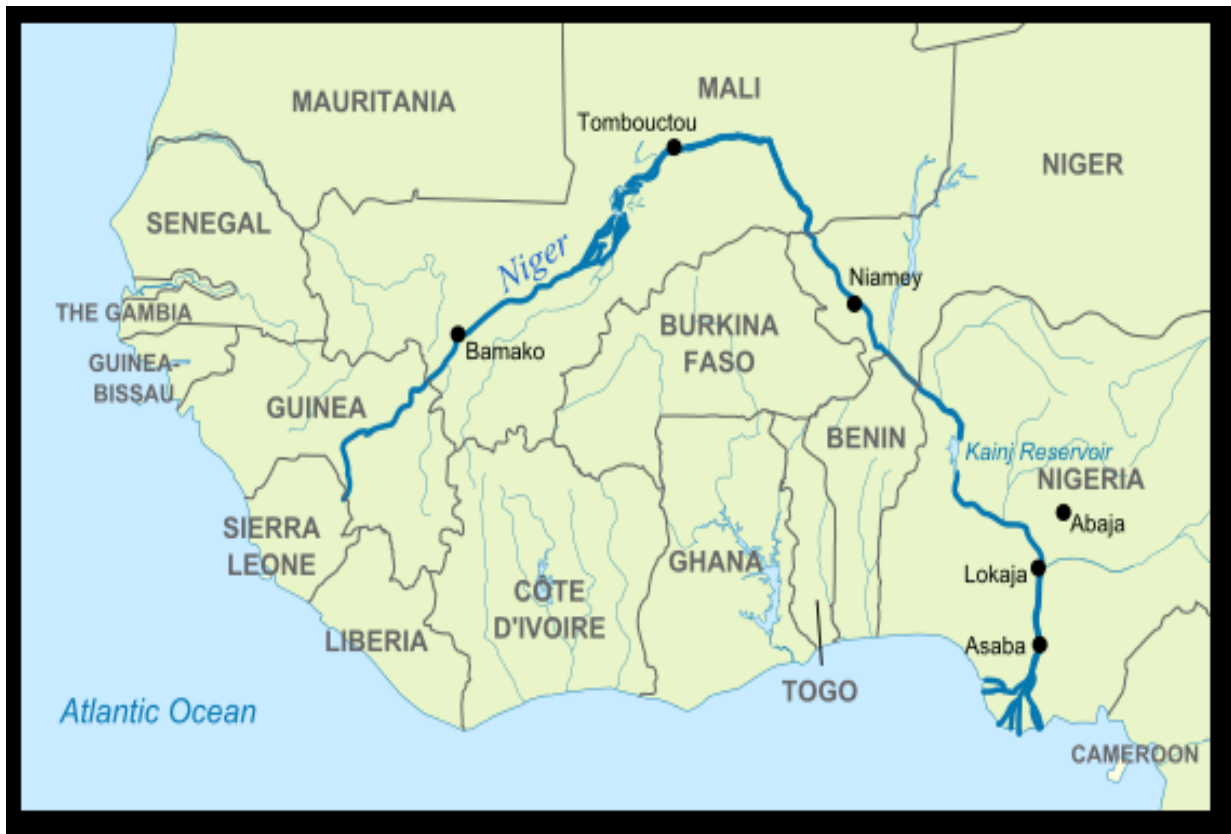 MAURITANIA
MALI
Tombouctou
NIGER
SENEGAL
Niger
Niamey
THE GAMBIA
BURKINA
FASO
Bamako
GUINEA-
BISSAU
GUINEA
BENIN
Kainj Reservoir
NIGERIA
Abaja
SIERRA
LEONE
GHANA
Lokaja
CÔTE
D'IVOIRE
LIBERIA
Asaba
TOGO
Atlantic Ocean
CAMEROON